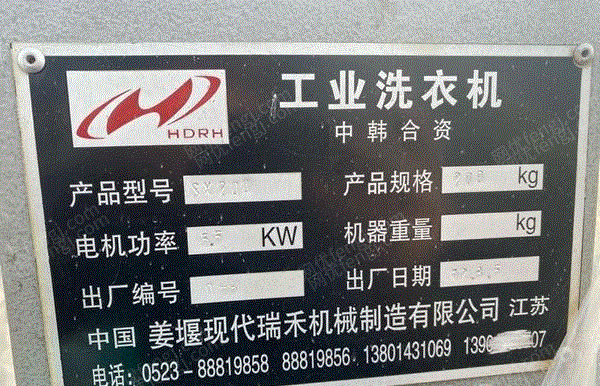 HDRH
工业洗衣机
中韩合资
产品型号
产品规格 kg
电机功率 KW
机器重量 kg
出厂编号
出厂日期
中国 姜堰现代瑞禾机械制造有限公司 江苏
电话: 0523-88819858 88819856 13801431069 07